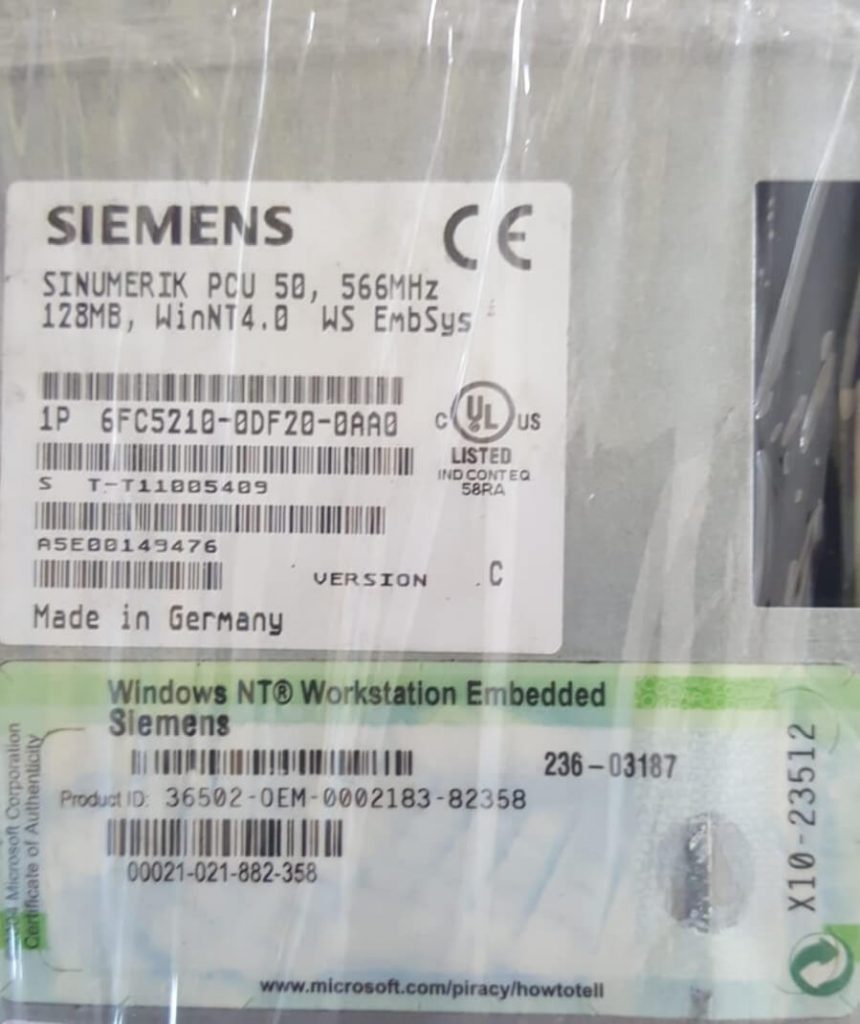 SIEMENS
CE
SINUMERIK PCU 50, 566MHz
128MB, WinNT4.0 WS EmbSys
1P 6FC5210-0DF20-0AA0
C UL US
LISTED
IND CONT EQ
58RA
S T-T11005409
A5E00149476
VERSION C
Made in Germany
Windows NT® Workstation Embedded
Siemens
236-03187
Product ID: 36502-OEM-0002183-82358
00021-021-882-358
Microsoft Corporation
Certificate of Authenticity
X10-23512
www.microsoft.com/piracy/howtotell